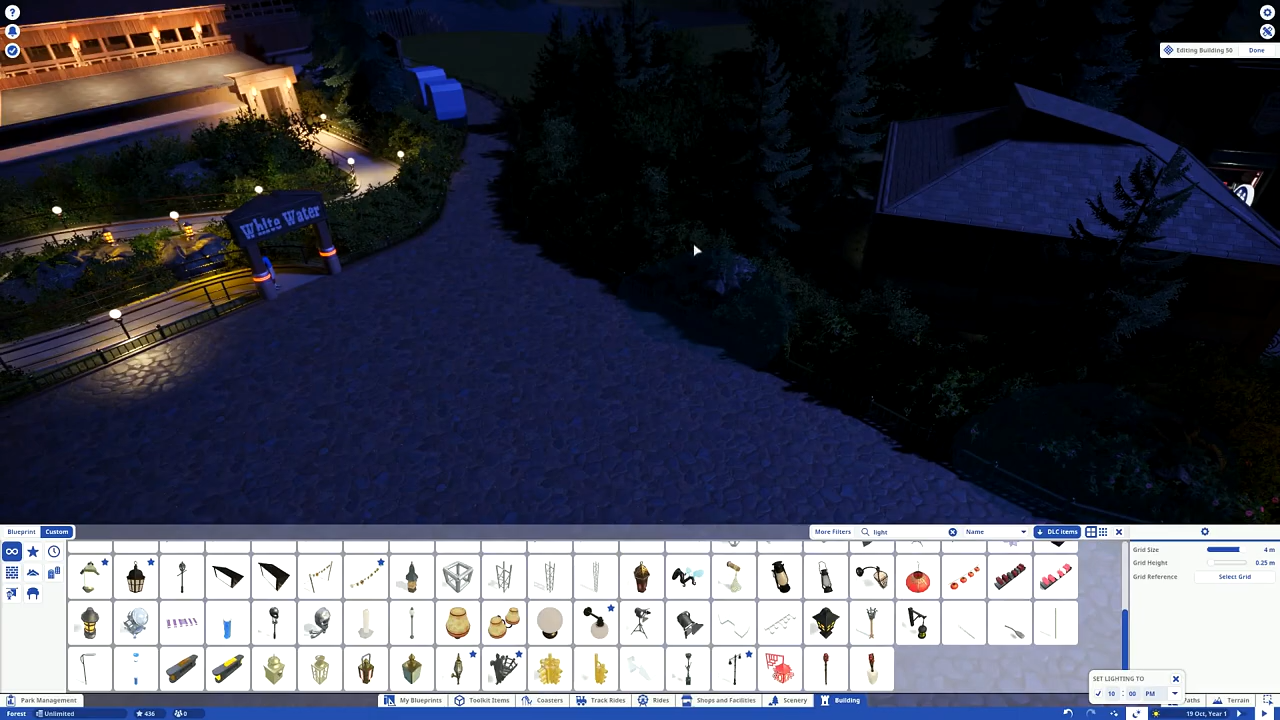 ?
Editing Building 50 Done
White Water
Blueprint Custom
More Filters light Name DLC items
Grid Size 4 m
Grid Height 0.25 m
Grid Reference Select Grid
SET LIGHTING TO
10 : 00 PM
Park Management My Blueprints Toolkit Items Coasters Track Rides Rides Shops and Facilities Scenery Building Paths Terrain
Forest Unlimited 436 0 19 Oct, Year 1